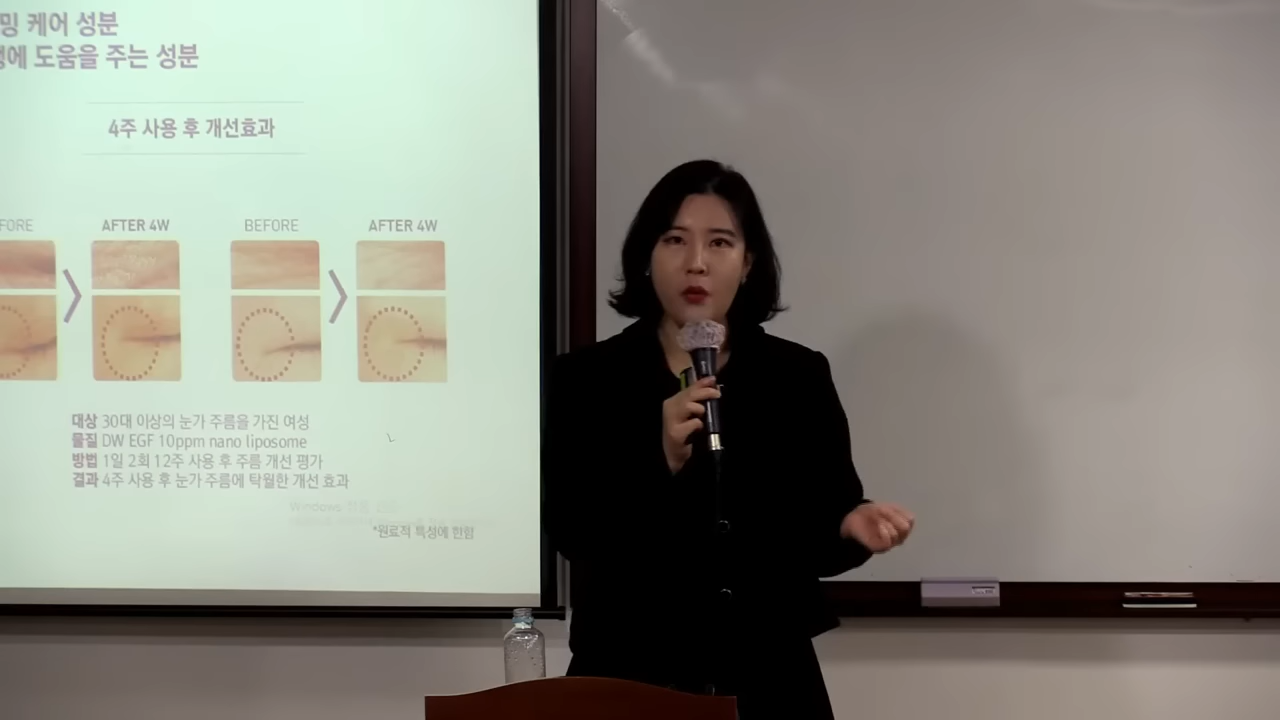 밍 케어 성분
에 도움을 주는 성분
4주 사용 후 개선효과
FORE
AFTER 4W
BEFORE
AFTER 4W
대상 30대 이상의 눈가 주름을 가진 여성
물질 DW EGF 10ppm nano liposome
방법 1일 2회 12주 사용 후 주름 개선 평가
결과 4주 사용 후 눈가 주름에 탁월한 개선 효과
Windows
*원료적 특성에 한함